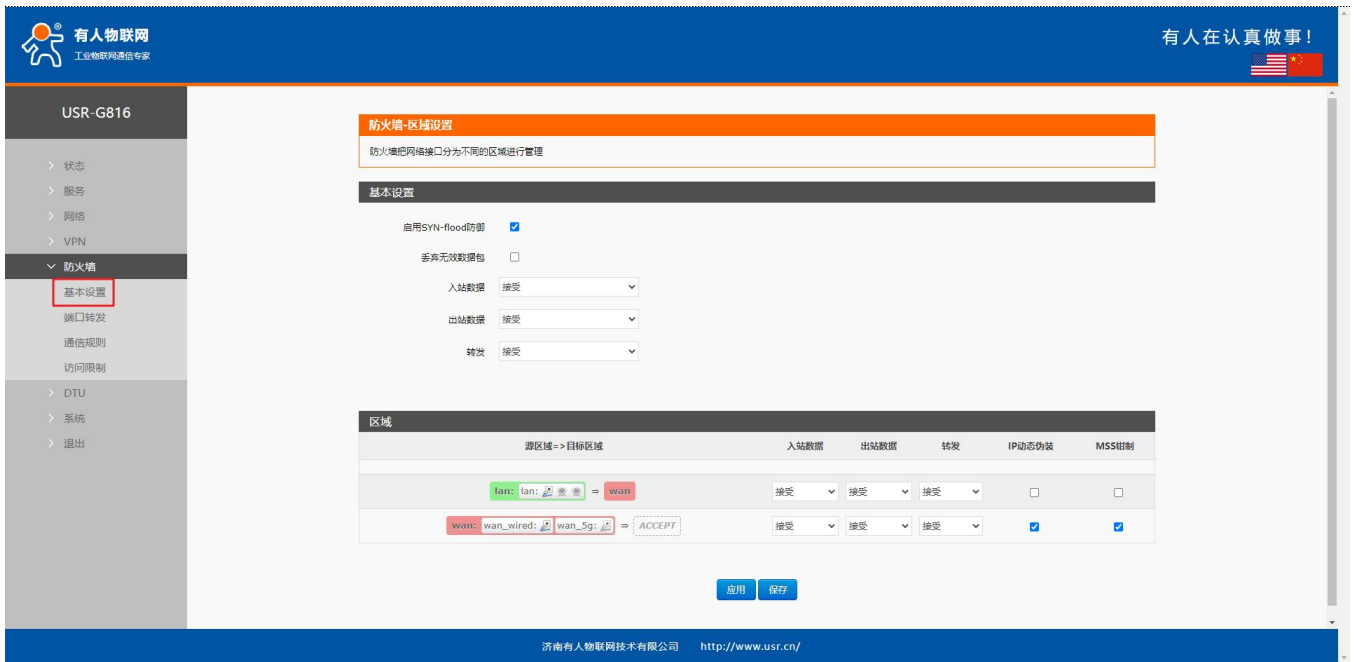 有人物联网
工业物联网通信专家
有人在认真做事!
USR-G816
状态
服务
网络
VPN
防火墙
基本设置
端口转发
通信规则
访问限制
DTU
系统
退出
防火墙-区域设置
防火墙把网络接口分为不同的区域进行管理
基本设置
启用SYN-flood防御
丢弃无效数据包
入站数据 接受
出站数据 接受
转发 接受
区域
源区域=>目标区域 入站数据 出站数据 转发 IP动态伪装 MSS钳制
lan: lan: ⇒ wan 接受 接受 接受
wan: wan_wired: wan_5g: ⇒ ACCEPT 接受 接受 接受
应用 保存
济南有人物联网技术有限公司 http://www.usr.cn/